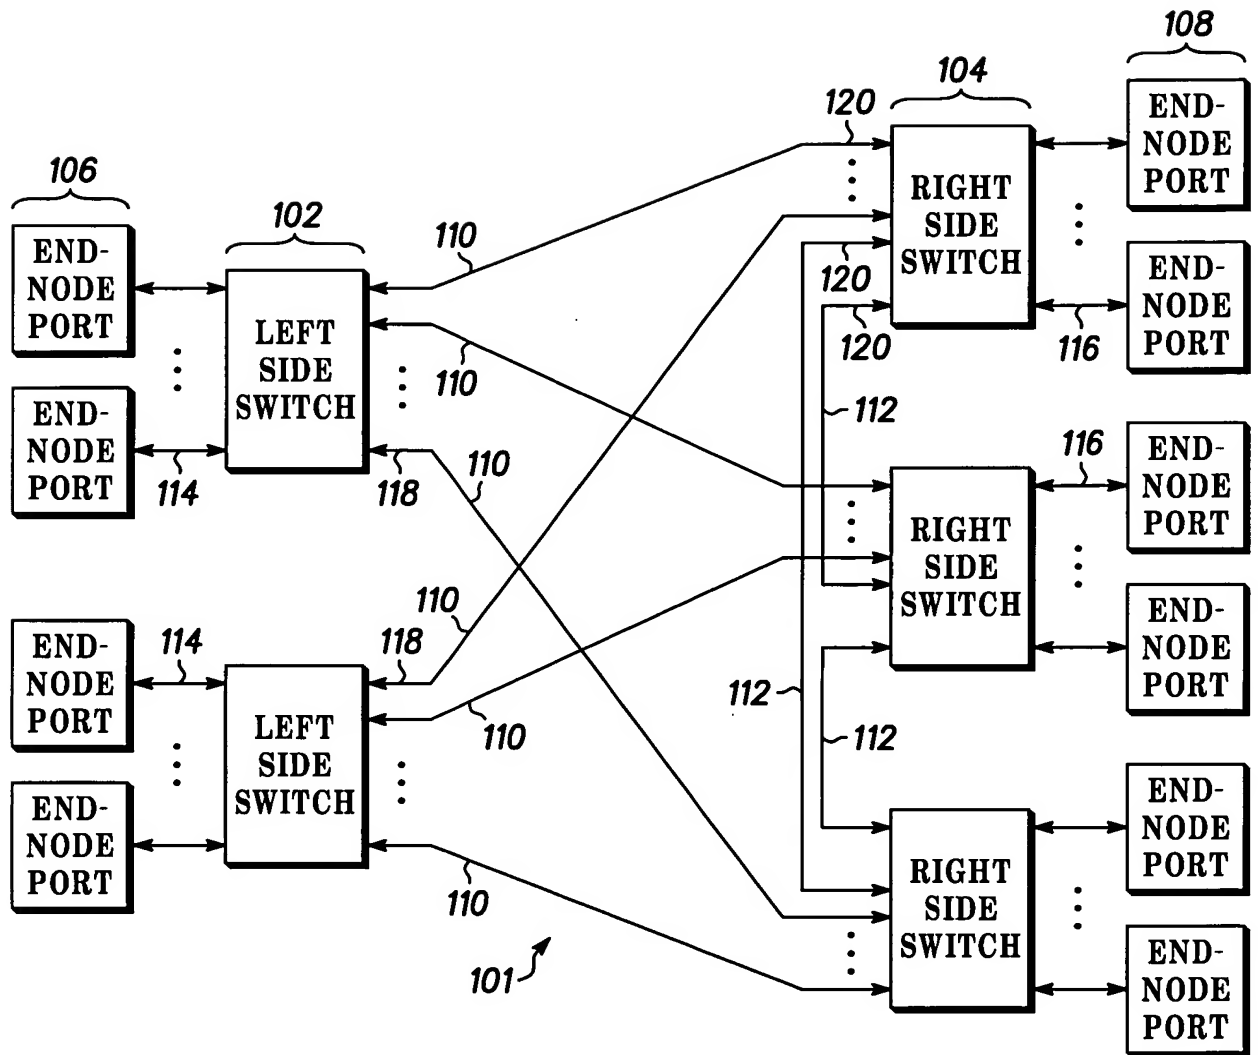 108
104
120
END-
NODE
PORT
RIGHT
SIDE
SWITCH
106
102
110
END-
NODE
PORT
LEFT
SIDE
SWITCH
120
120
END-
NODE
PORT
116
110
112
END-
NODE
PORT
114
118
110
116
END-
NODE
PORT
RIGHT
SIDE
SWITCH
110
END-
NODE
PORT
END-
NODE
PORT
114
118
LEFT
SIDE
SWITCH
110
112
112
END-
NODE
PORT
END-
NODE
PORT
110
RIGHT
SIDE
SWITCH
101
END-
NODE
PORT